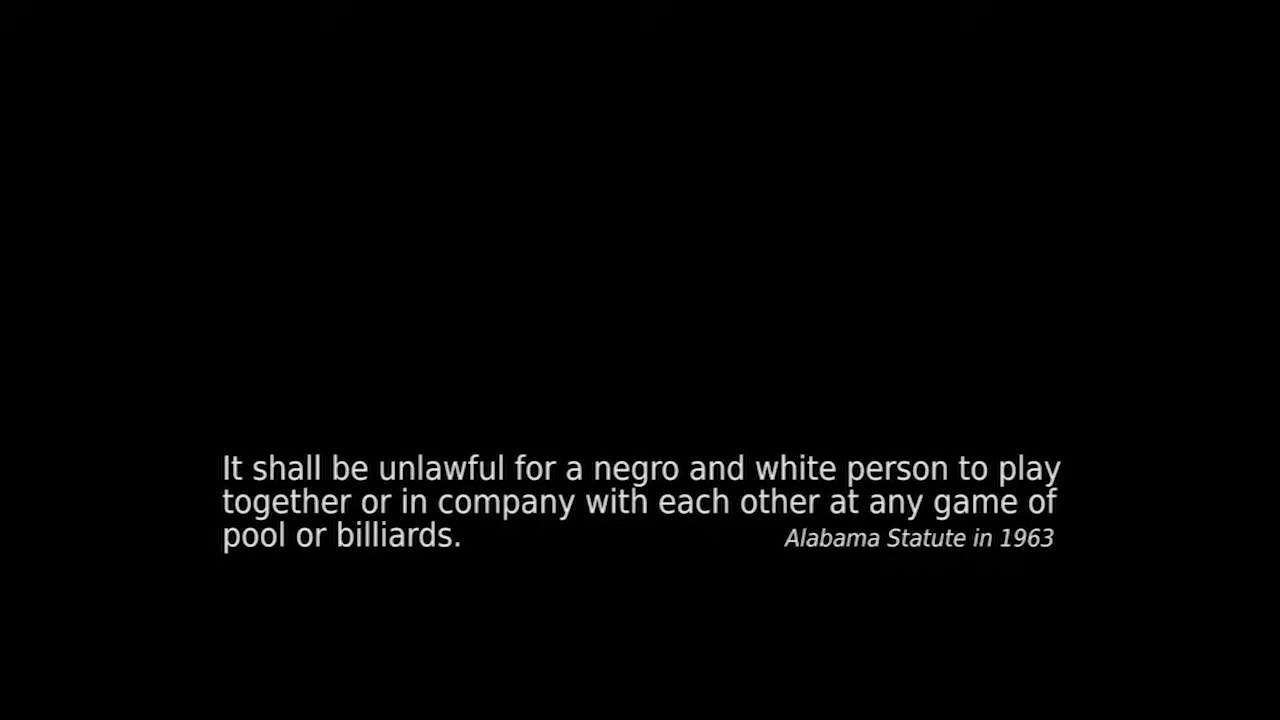 It shall be unlawful for a negro and white person to play
together or in company with each other at any game of
pool or billiards.
Alabama Statute in 1963